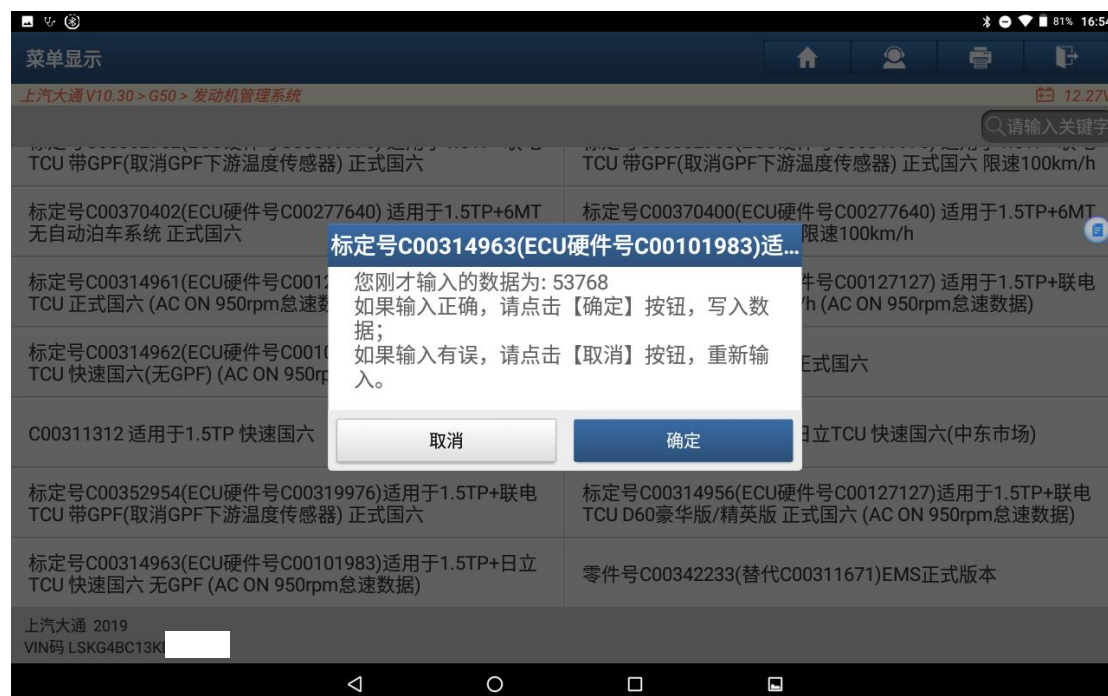 81% 16:54
菜单显示
上汽大通 V10.30 > G50 > 发动机管理系统
12.27V
请输入关键字
TCU 带GPF(取消GPF下游温度传感器) 正式国六
TCU 带GPF(取消GPF下游温度传感器) 正式国六 限速100km/h
标定号C00370402(ECU硬件号C00277640) 适用于1.5TP+6MT
无自动泊车系统 正式国六
标定号C00370400(ECU硬件号C00277640) 适用于1.5TP+6MT
限速100km/h
标定号C00314963(ECU硬件号C00101983)适...
您刚才输入的数据为: 53768
如果输入正确，请点击【确定】按钮，写入数
据；
如果输入有误，请点击【取消】按钮，重新输
入。
取消
确定
标定号C00314961(ECU硬件号C0012
TCU 正式国六 (AC ON 950rpm怠速
件号C00127127) 适用于1.5TP+联电
/h (AC ON 950rpm怠速数据)
标定号C00314962(ECU硬件号C0010
TCU 快速国六(无GPF) (AC ON 950r
正式国六
C00311312 适用于1.5TP 快速国六
日立TCU 快速国六(中东市场)
标定号C00352954(ECU硬件号C00319976)适用于1.5TP+联电
TCU 带GPF(取消GPF下游温度传感器) 正式国六
标定号C00314956(ECU硬件号C00127127)适用于1.5TP+联电
TCU D60豪华版/精英版 正式国六 (AC ON 950rpm怠速数据)
标定号C00314963(ECU硬件号C00101983)适用于1.5TP+日立
TCU 快速国六 无GPF (AC ON 950rpm怠速数据)
零件号C00342233(替代C00311671)EMS正式版本
上汽大通 2019
VIN码 LSKG4BC13K